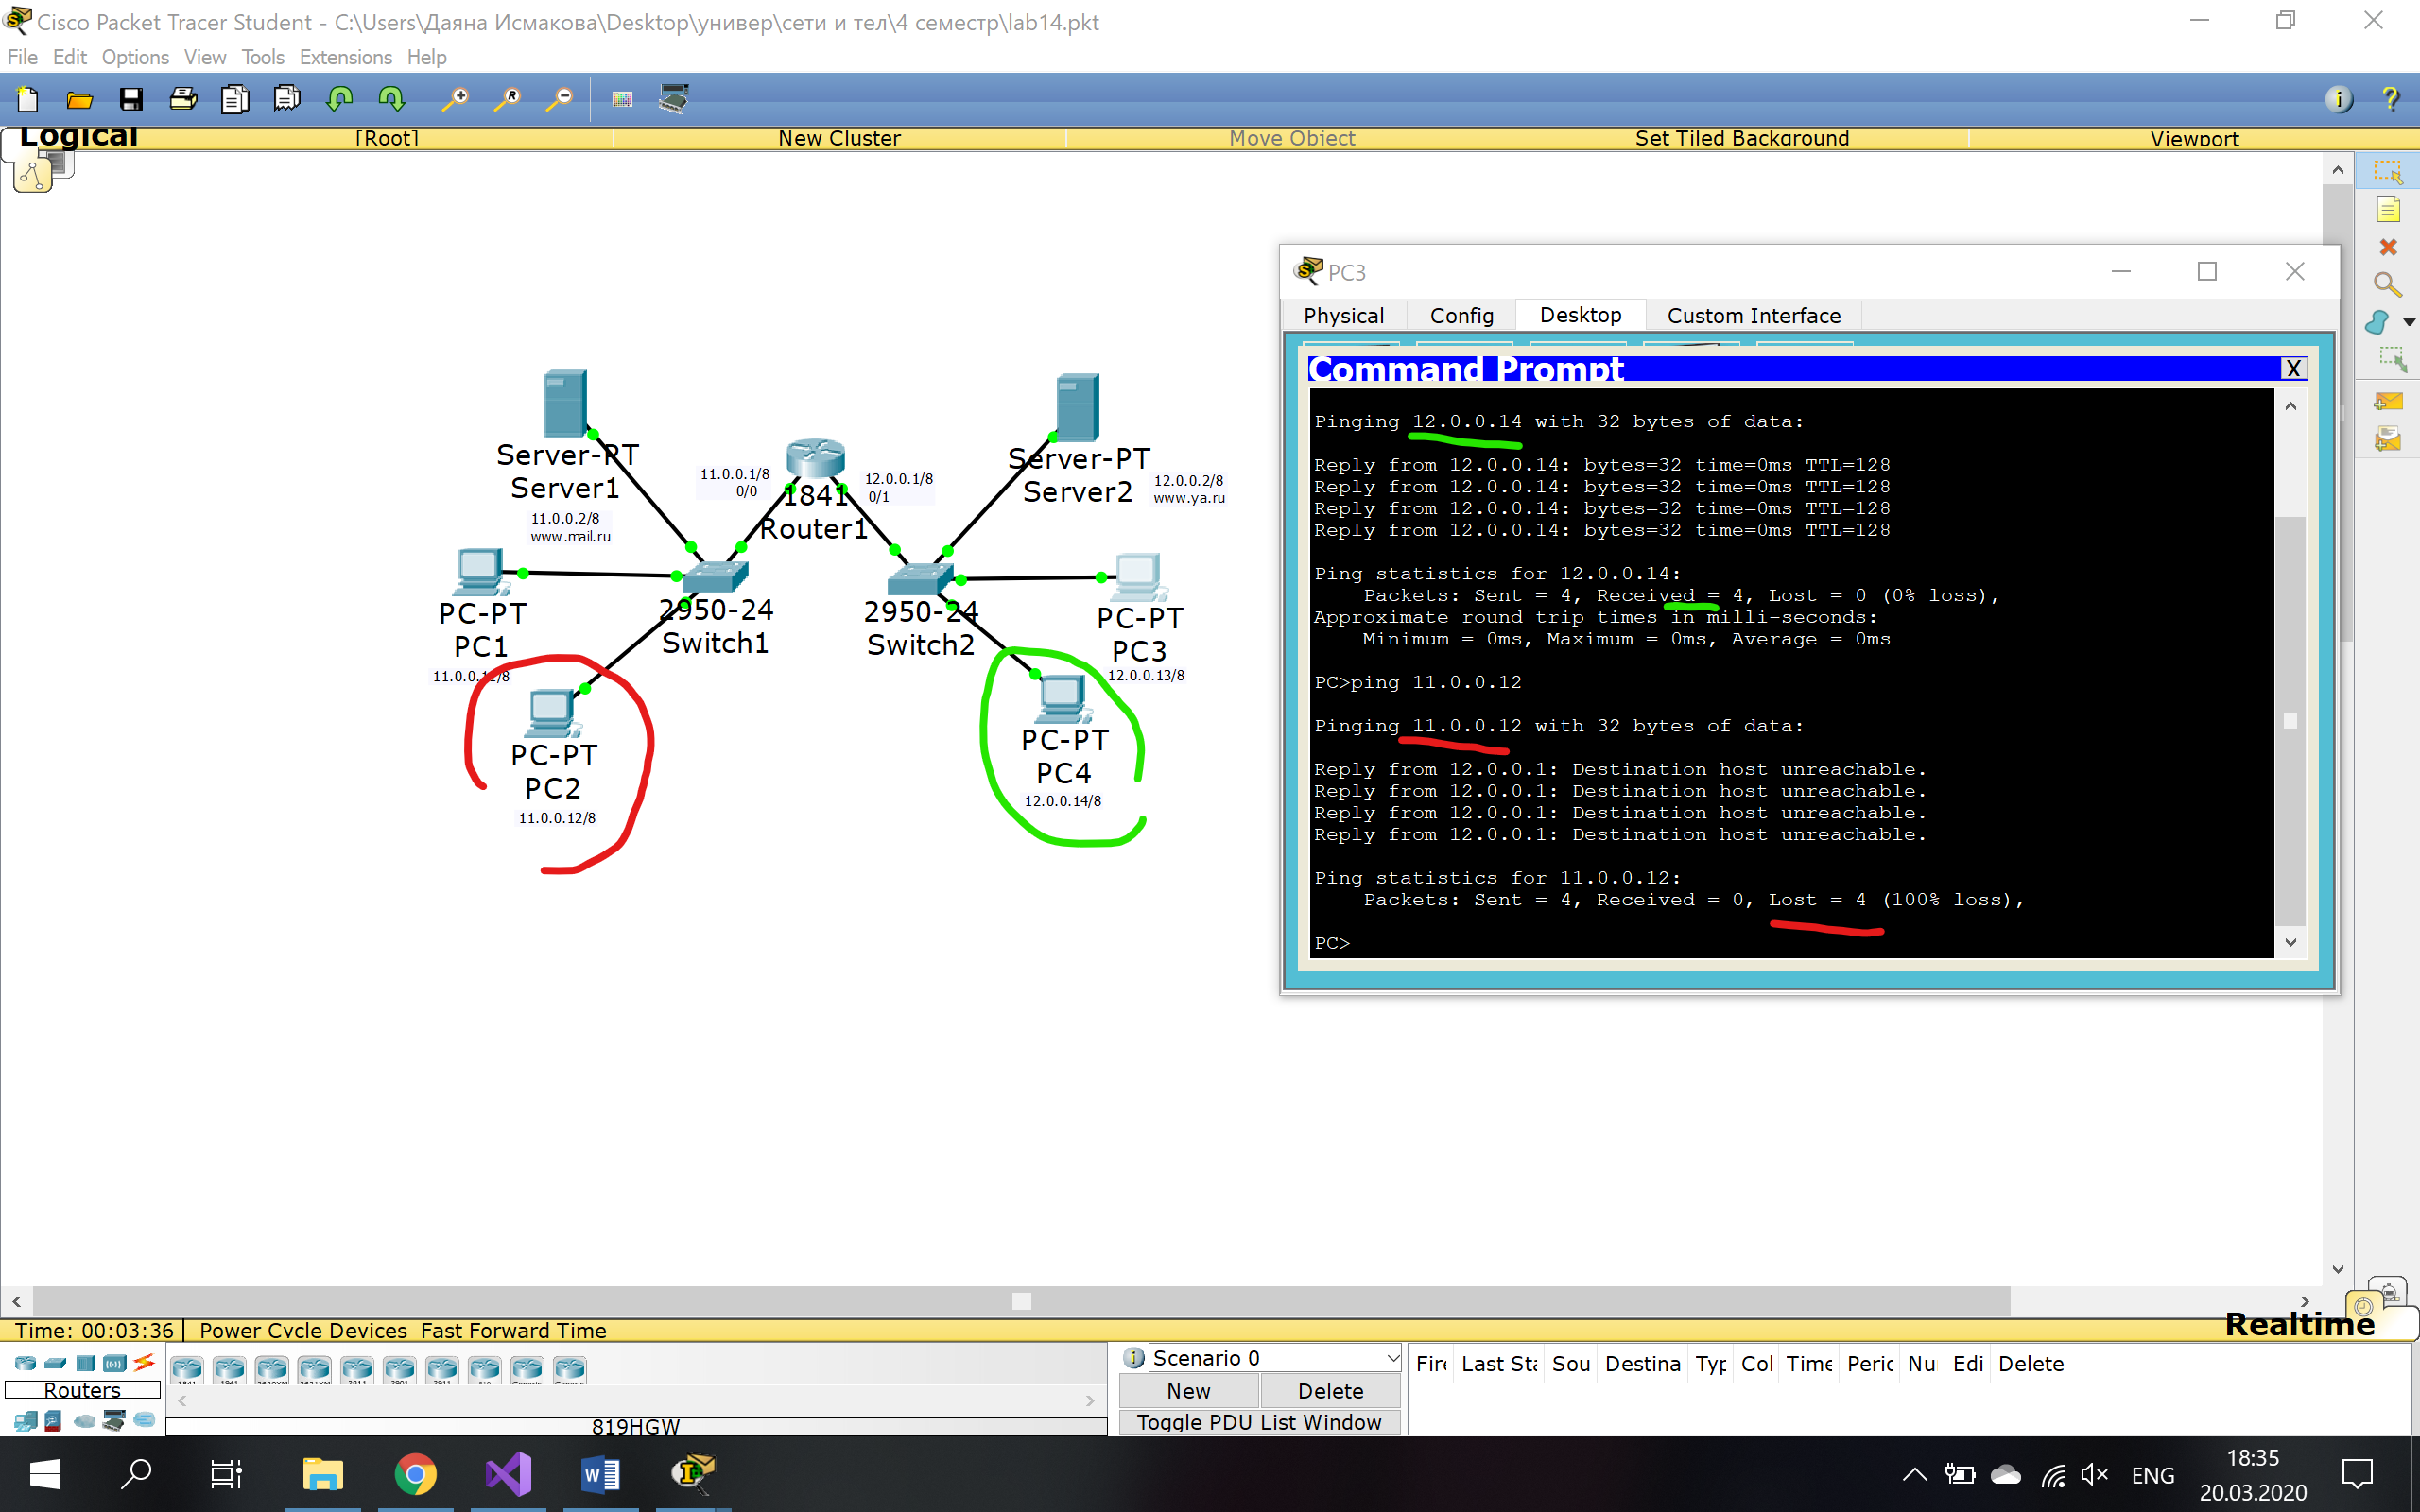 Cisco Packet Tracer Student - C:\Users\Даяна Исмакова\Desktop\универ\сети и тел\4 семестр\lab14.pkt
File Edit Options View Tools Extensions Help
Logical [Root] New Cluster Move Object Set Tiled Background Viewport
Server-PT
Server1
11.0.0.2/8
www.mail.ru
11.0.0.1/8
0/0
1841
Router1
12.0.0.1/8
0/1
Server-PT
Server2
12.0.0.2/8
www.ya.ru
PC-PT
PC1
11.0.0.11/8
2950-24
Switch1
2950-24
Switch2
PC-PT
PC3
12.0.0.13/8
PC-PT
PC2
11.0.0.12/8
PC-PT
PC4
12.0.0.14/8
PC3
Physical Config Desktop Custom Interface
Command Prompt X
Pinging 12.0.0.14 with 32 bytes of data:
Reply from 12.0.0.14: bytes=32 time=0ms TTL=128
Reply from 12.0.0.14: bytes=32 time=0ms TTL=128
Reply from 12.0.0.14: bytes=32 time=0ms TTL=128
Reply from 12.0.0.14: bytes=32 time=0ms TTL=128
Ping statistics for 12.0.0.14:
Packets: Sent = 4, Received = 4, Lost = 0 (0% loss),
Approximate round trip times in milli-seconds:
Minimum = 0ms, Maximum = 0ms, Average = 0ms
PC>ping 11.0.0.12
Pinging 11.0.0.12 with 32 bytes of data:
Reply from 12.0.0.1: Destination host unreachable.
Reply from 12.0.0.1: Destination host unreachable.
Reply from 12.0.0.1: Destination host unreachable.
Reply from 12.0.0.1: Destination host unreachable.
Ping statistics for 11.0.0.12:
Packets: Sent = 4, Received = 0, Lost = 4 (100% loss),
PC>
Realtime
Time: 00:03:36 Power Cycle Devices Fast Forward Time
Routers
819HGW
Scenario 0
New Delete
Toggle PDU List Window
Fire Last Sta Sou Destina Typ Col Time Peric Nu Edi Delete
ENG
18:35
20.03.2020